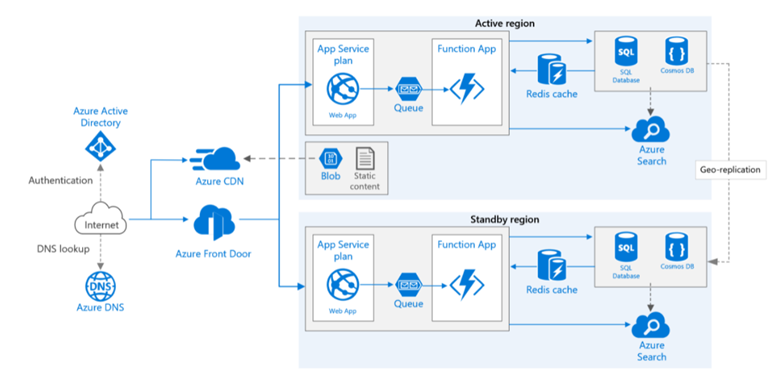 Active region
App Service
plan
Web App
Queue
Function App
Redis cache
SQL
SQL
Database
Cosmos DB
Azure
Search
Azure Active
Directory
Authentication
Internet
DNS lookup
DNS
Azure DNS
Azure CDN
Azure Front Door
Blob
Static
content
Geo-replication
Standby region
App Service
plan
Web App
Queue
Function App
Redis cache
SQL
SQL
Database
Cosmos DB
Azure
Search